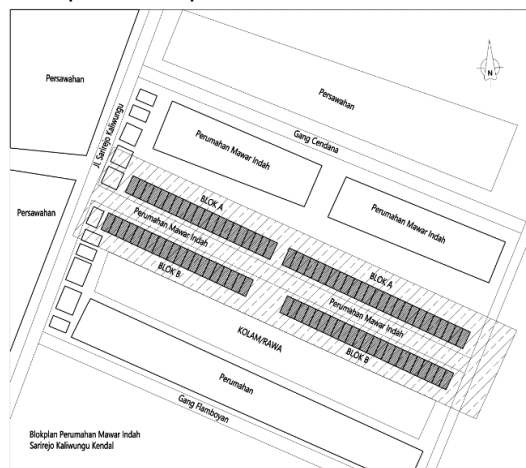 Persawahan
Persawahan
N
Jl. Sarirejo Kaliwungu
Gang Cendana
Perumahan Mawar Indah
Perumahan Mawar Indah
Persawahan
BLOK A
Perumahan Mawar Indah
BLOK A
BLOK B
Perumahan Mawar Indah
KOLAM/RAWA
BLOK B
Perumahan
Gang Flamboyan
Blokplan Perumahan Mawar Indah
Sarirejo Kaliwungu Kendal